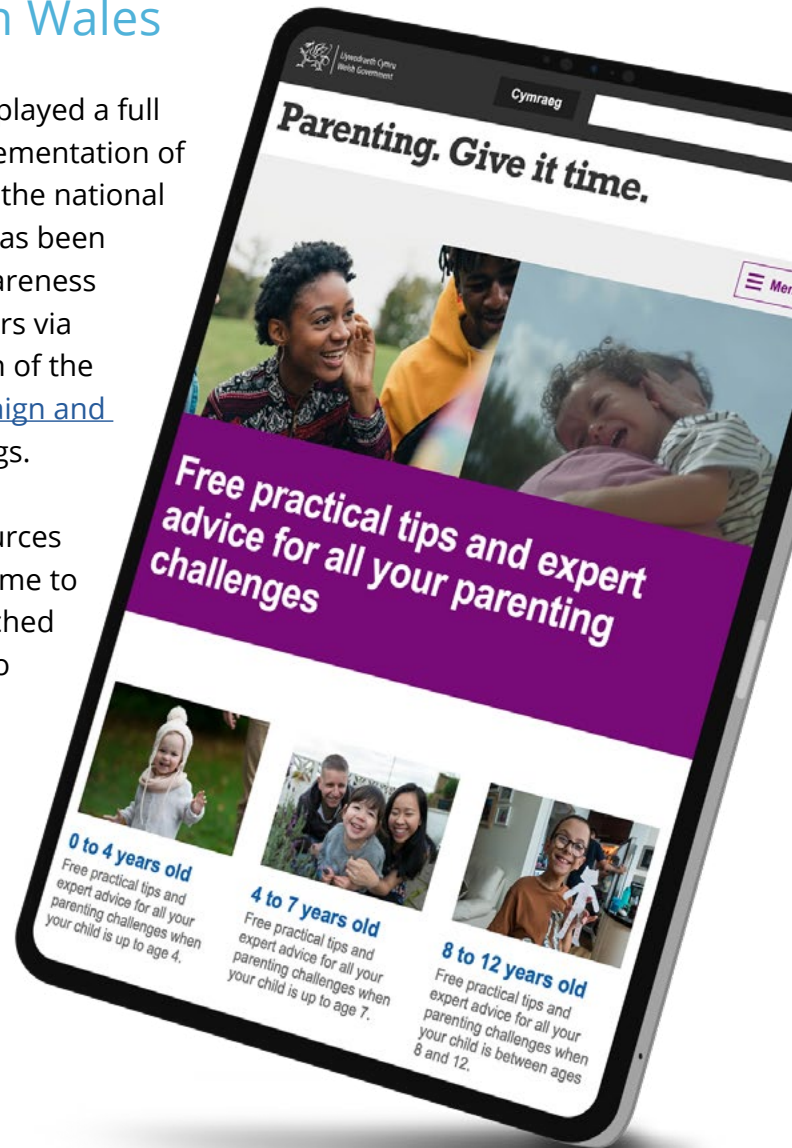 n Wales
played a full
ementation of
the national
as been
areness
rs via
n of the
aign and
gs.
urces
me to
ched
o
Llywodraeth Cymru
Welsh Government
Cymraeg
Parenting. Give it time.
Men
Free practical tips and expert
advice for all your parenting
challenges
0 to 4 years old
Free practical tips and
expert advice for all your
parenting challenges when
your child is up to age 4.
4 to 7 years old
Free practical tips and
expert advice for all your
parenting challenges when
your child is up to age 7.
8 to 12 years old
Free practical tips and
expert advice for all your
parenting challenges when
your child is between ages
8 and 12.